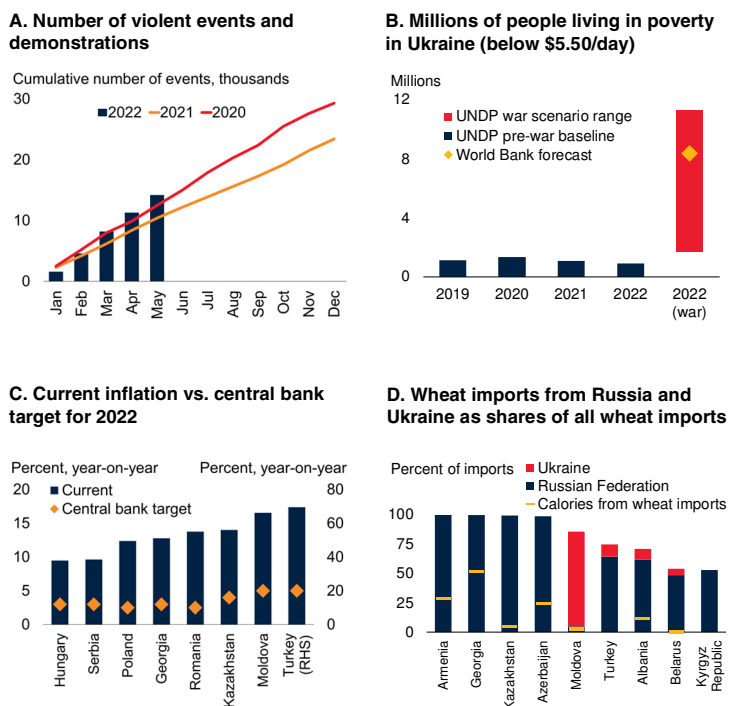 A. Number of violent events and
demonstrations
Cumulative number of events, thousands
30
20
10
0
2022 2021 2020
Jan Feb Mar Apr May Jun Jul Aug Sep Oct Nov Dec
B. Millions of people living in poverty
in Ukraine (below $5.50/day)
Millions
12
8
4
0
UNDP war scenario range
UNDP pre-war baseline
World Bank forecast
2019 2020 2021 2022 2022
(war)
C. Current inflation vs. central bank
target for 2022
Percent, year-on-year Percent, year-on-year
20 80
15 60
10 40
5 20
0 0
Current
Central bank target
Hungary Serbia Poland Georgia Romania Kazakhstan Moldova Turkey
(RHS)
D. Wheat imports from Russia and
Ukraine as shares of all wheat imports
Percent of imports
Ukraine
Russian Federation
Calories from wheat imports
100
75
50
25
0
Armenia Georgia Kazakhstan Azerbaijan Moldova Turkey Albania Belarus Kyrgyz
Republic